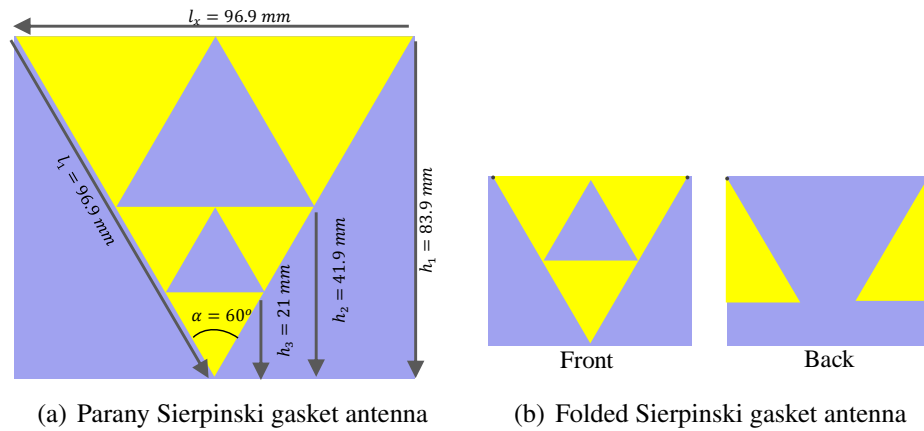 l_x = 96.9 mm
l_1 = 96.9 mm
α = 60^o
h_3 = 21 mm
h_2 = 41.9 mm
h_1 = 83.9 mm
Front
Back
(a) Parany Sierpinski gasket antenna
(b) Folded Sierpinski gasket antenna